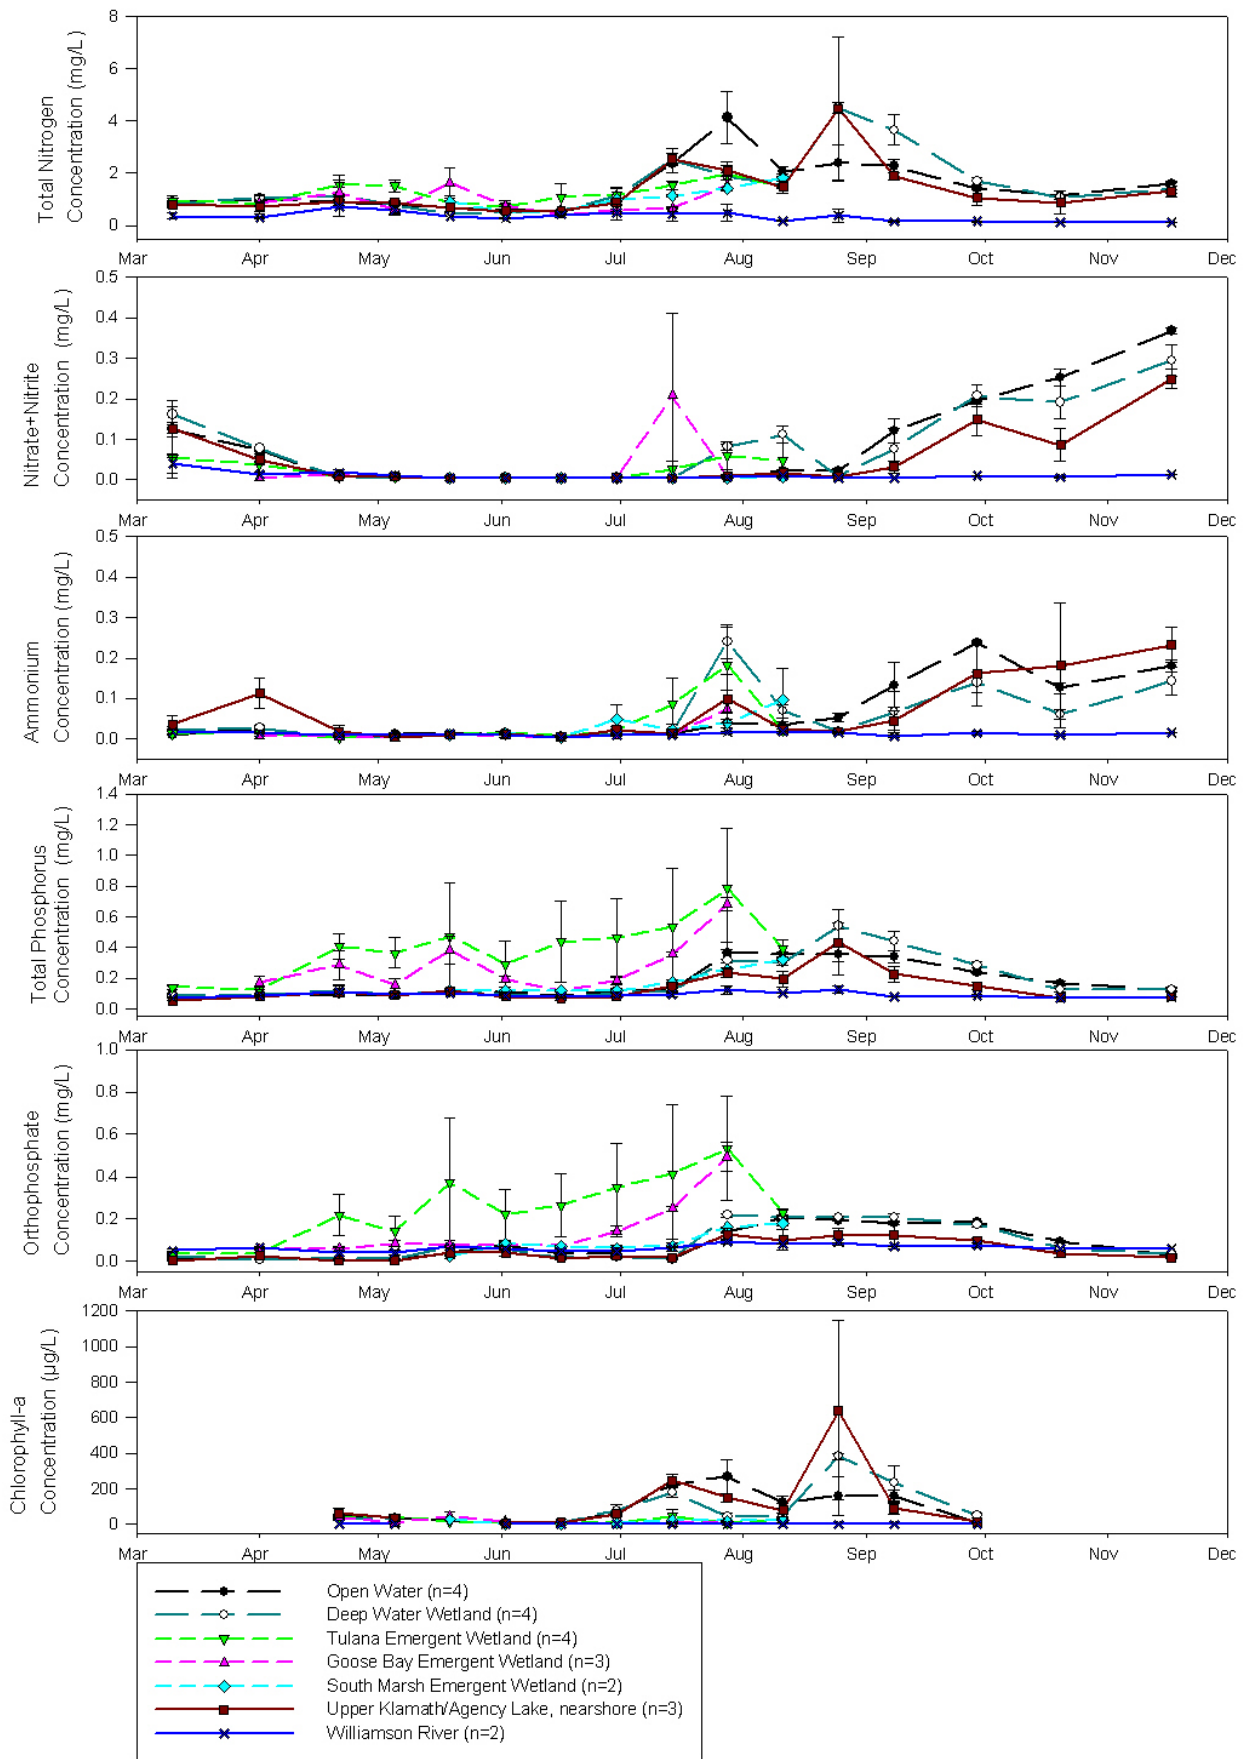 Total Nitrogen
Concentration (mg/L)
8
6
4
2
0
Mar Apr May Jun Jul Aug Sep Oct Nov Dec
Nitrate+Nitrite
Concentration (mg/L)
0.5
0.4
0.3
0.2
0.1
0.0
Mar Apr May Jun Jul Aug Sep Oct Nov Dec
Ammonium
Concentration (mg/L)
0.5
0.4
0.3
0.2
0.1
0.0
Mar Apr May Jun Jul Aug Sep Oct Nov Dec
Total Phosphorus
Concentration (mg/L)
1.4
1.2
1.0
0.8
0.6
0.4
0.2
0.0
Mar Apr May Jun Jul Aug Sep Oct Nov Dec
Orthophosphate
Concentration (mg/L)
1.0
0.8
0.6
0.4
0.2
0.0
Mar Apr May Jun Jul Aug Sep Oct Nov Dec
Chlorophyll-a
Concentration (µg/L)
1200
1000
800
600
400
200
0
Mar Apr May Jun Jul Aug Sep Oct Nov Dec
Open Water (n=4)
Deep Water Wetland (n=4)
Tulana Emergent Wetland (n=4)
Goose Bay Emergent Wetland (n=3)
South Marsh Emergent Wetland (n=2)
Upper Klamath/Agency Lake, nearshore (n=3)
Williamson River (n=2)